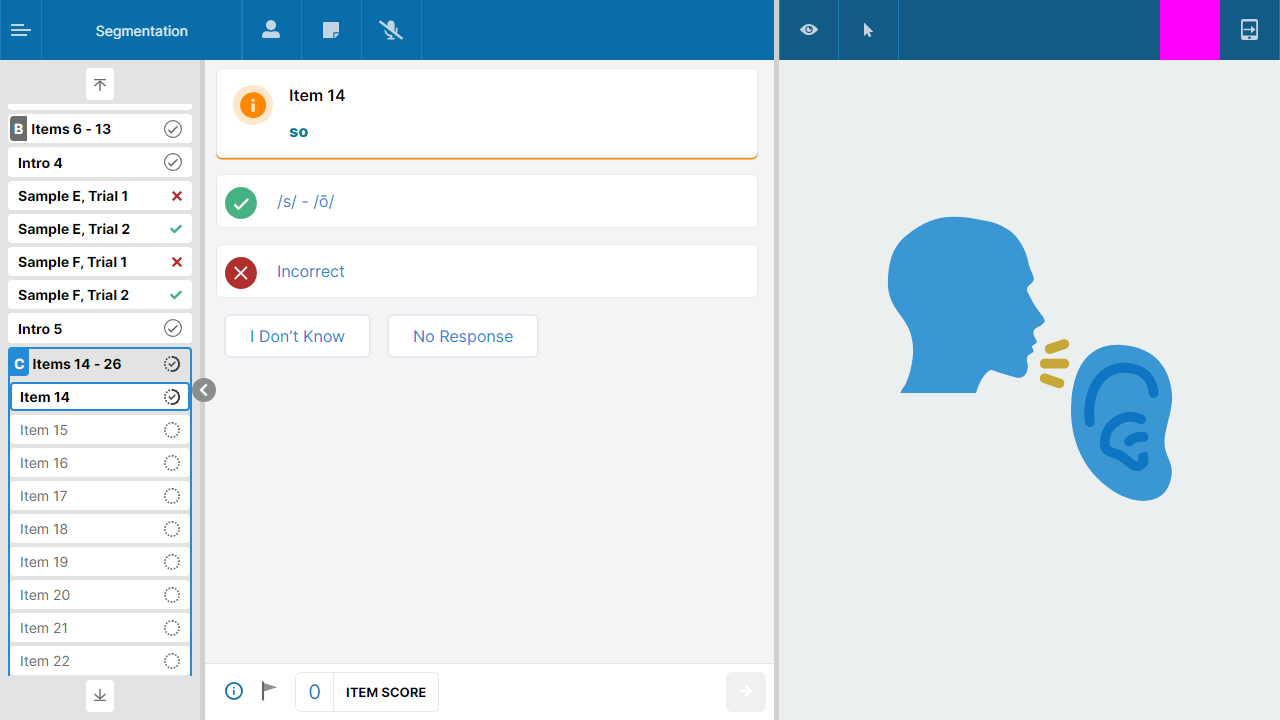 Segmentation
B Items 6 - 13
Intro 4
Sample E, Trial 1
Sample E, Trial 2
Sample F, Trial 1
Sample F, Trial 2
Intro 5
C Items 14 - 26
Item 14
Item 15
Item 16
Item 17
Item 18
Item 19
Item 20
Item 21
Item 22
Item 14
so
/s/ - /ō/
Incorrect
I Don’t Know
No Response
0 ITEM SCORE